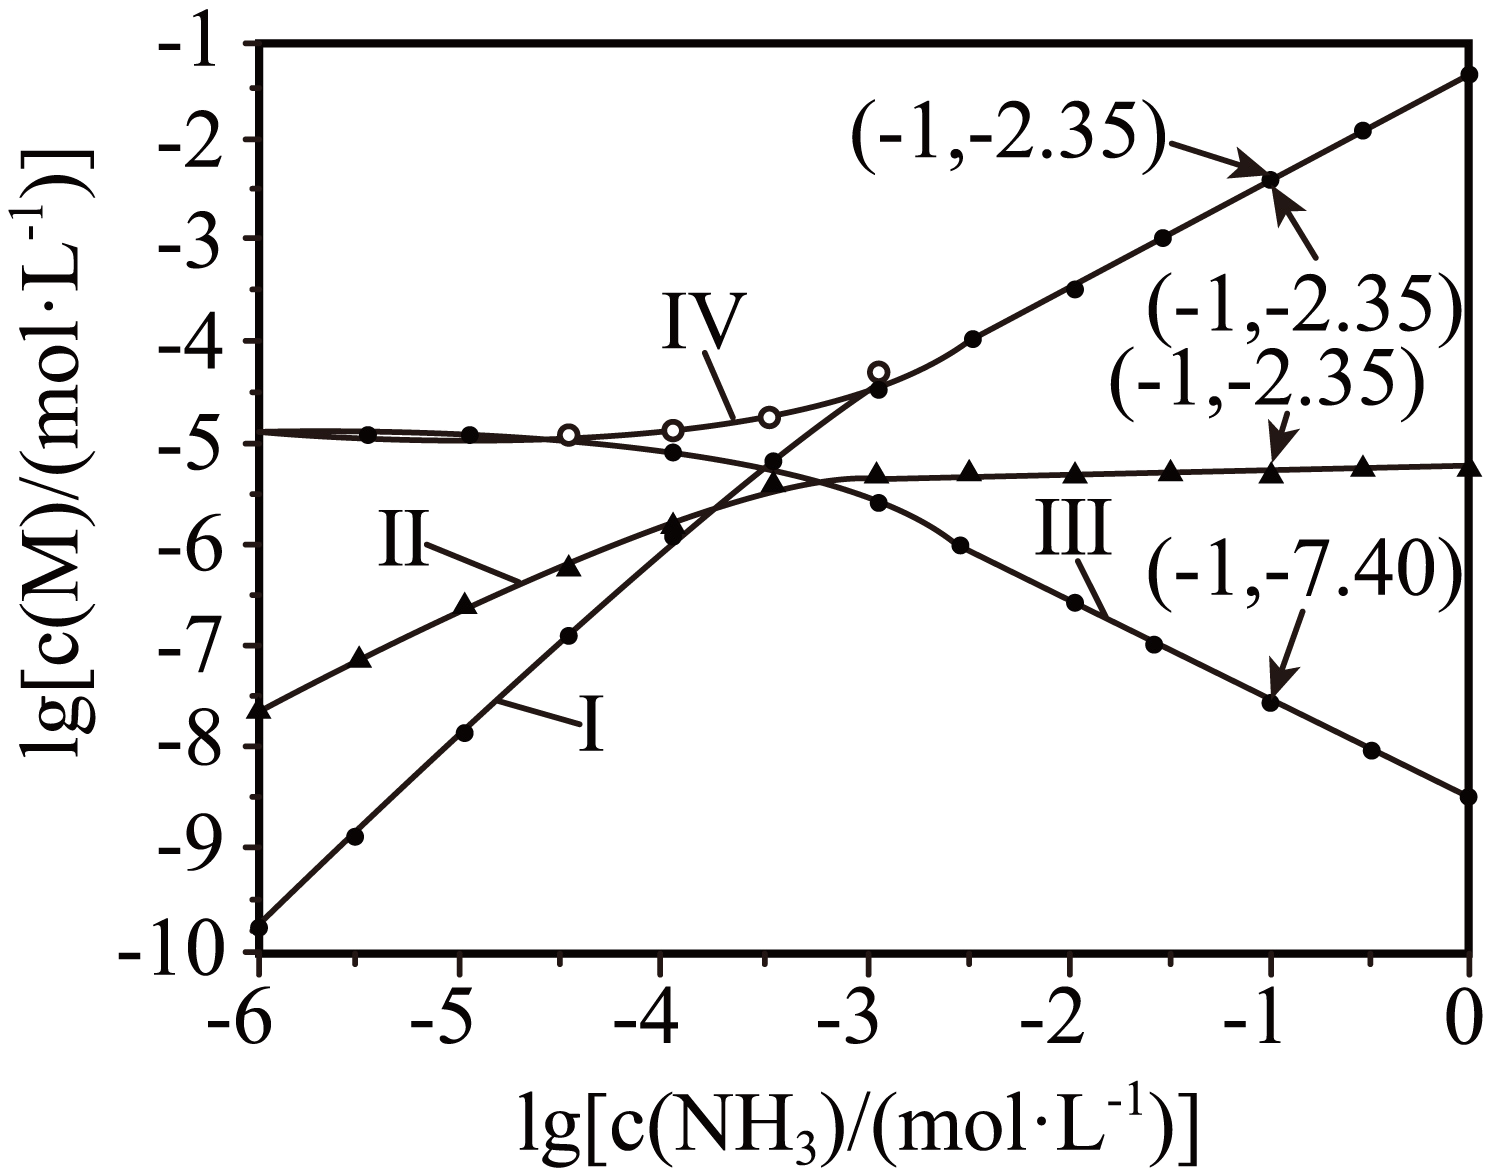 lg[c(M)/(mol·L⁻¹)]
-1
-2
-3
-4
-5
-6
-7
-8
-9
-10
(-1,-2.35)
(-1,-2.35)
(-1,-2.35)
IV
II
III
(-1,-7.40)
I
-6 -5 -4 -3 -2 -1 0
lg[c(NH₃)/(mol·L⁻¹)]